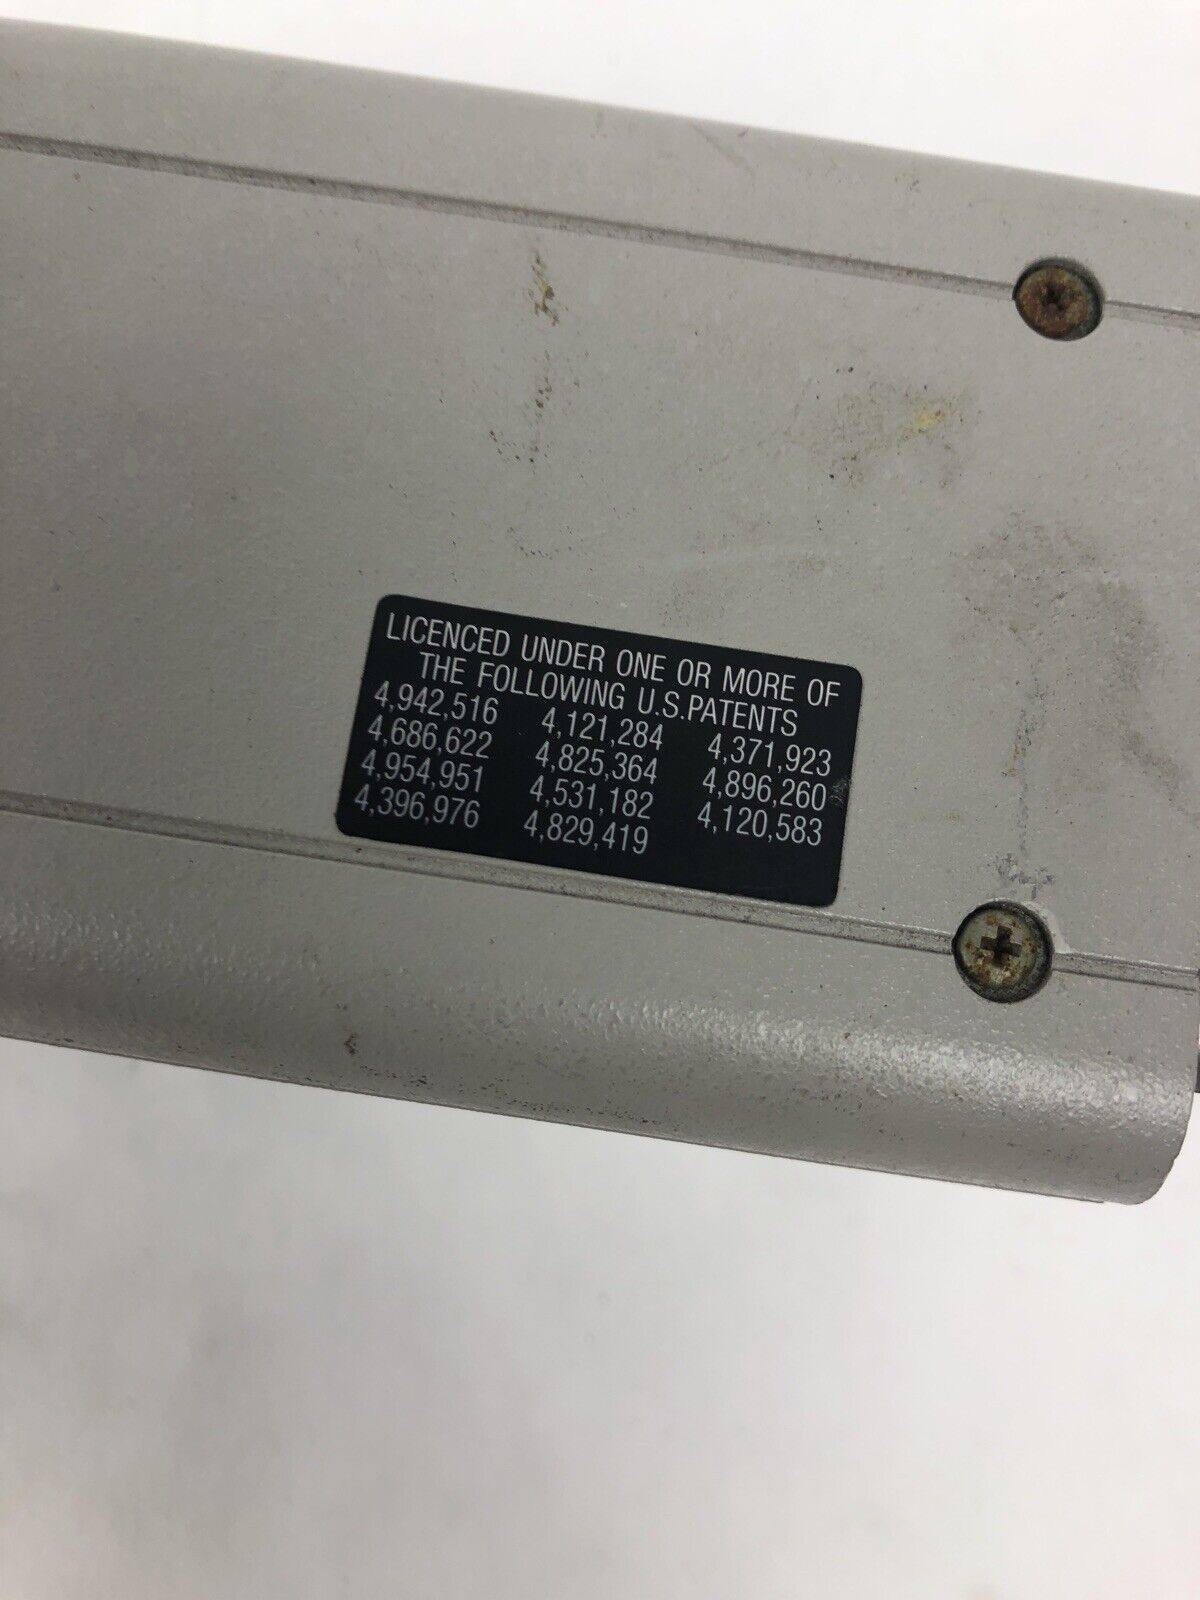 LICENCED UNDER ONE OR MORE OF
THE FOLLOWING U.S.PATENTS
4,942,516 4,121,284 4,371,923
4,686,622 4,825,364 4,896,260
4,954,951 4,531,182 4,120,583
4,396,976 4,829,419